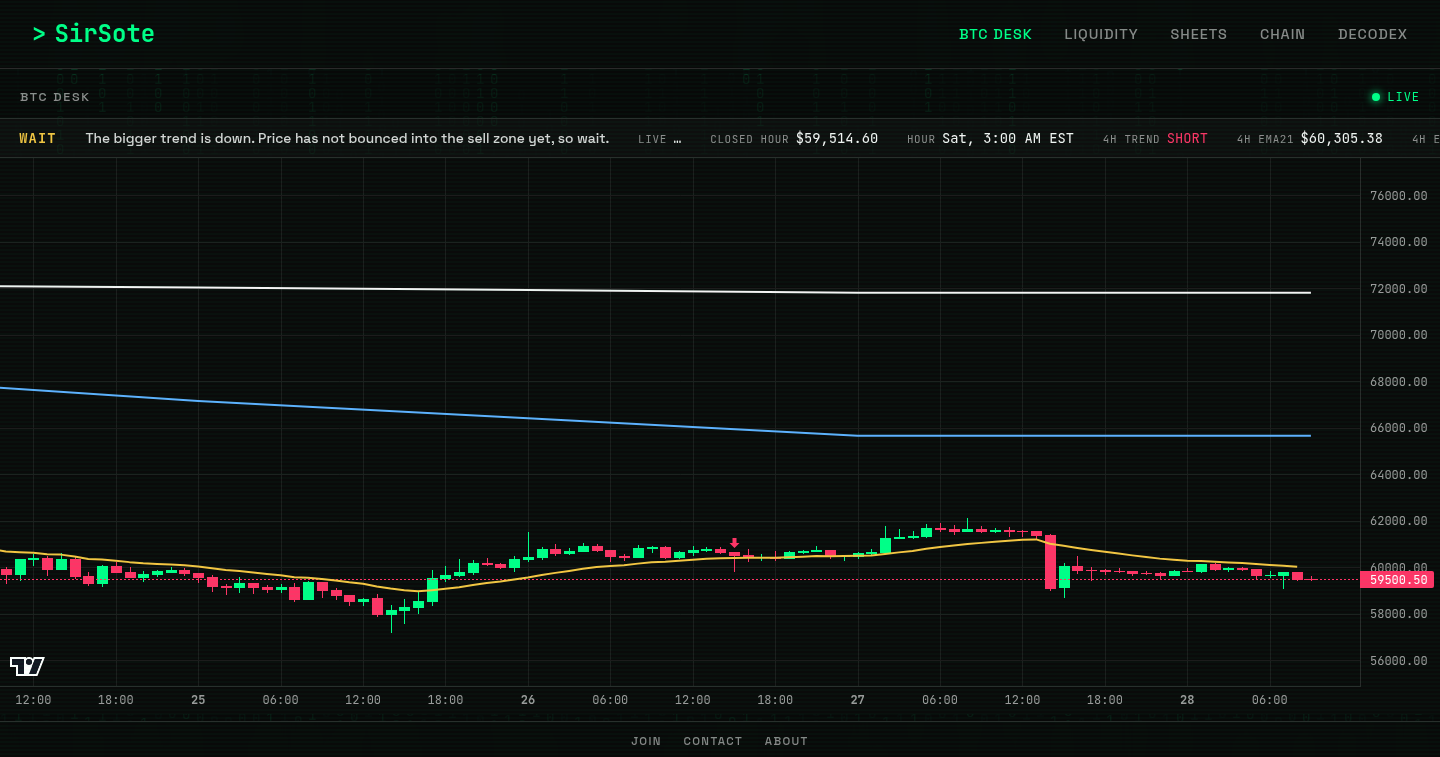 > SirSote
BTC DESK LIQUIDITY SHEETS CHAIN DECODEX
BTC DESK
LIVE
WAIT The bigger trend is down. Price has not bounced into the sell zone yet, so wait. LIVE … CLOSED HOUR $59,514.60 HOUR Sat, 3:00 AM EST 4H TREND SHORT 4H EMA21 $60,305.38 4H E
76000.00
74000.00
72000.00
70000.00
68000.00
66000.00
64000.00
62000.00
60000.00
59500.50
58000.00
56000.00
12:00 18:00 25 06:00 12:00 18:00 26 06:00 12:00 18:00 27 06:00 12:00 18:00 28 06:00
JOIN CONTACT ABOUT